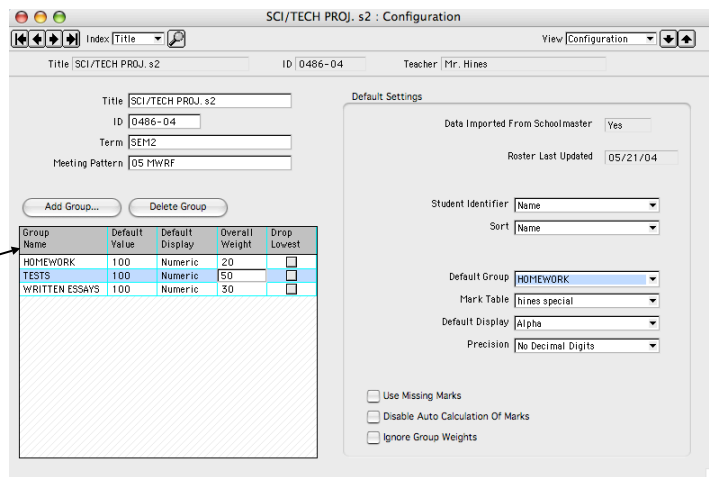 SCI/TECH PROJ. s2 : Configuration
Index Title View Configuration
Title SCI/TECH PROJ. s2 ID 0486-04 Teacher Mr. Hines
Title SCI/TECH PROJ. s2
ID 0486-04
Term SEM2
Meeting Pattern 05 MWRF
Add Group... Delete Group
Group Name Default Value Default Display Overall Weight Drop Lowest
HOMEWORK 100 Numeric 20
TESTS 100 Numeric 50
WRITTEN ESSAYS 100 Numeric 30
Default Settings
Data Imported From Schoolmaster Yes
Roster Last Updated 05/21/04
Student Identifier Name
Sort Name
Default Group HOMEWORK
Mark Table hines special
Default Display Alpha
Precision No Decimal Digits
Use Missing Marks
Disable Auto Calculation Of Marks
Ignore Group Weights